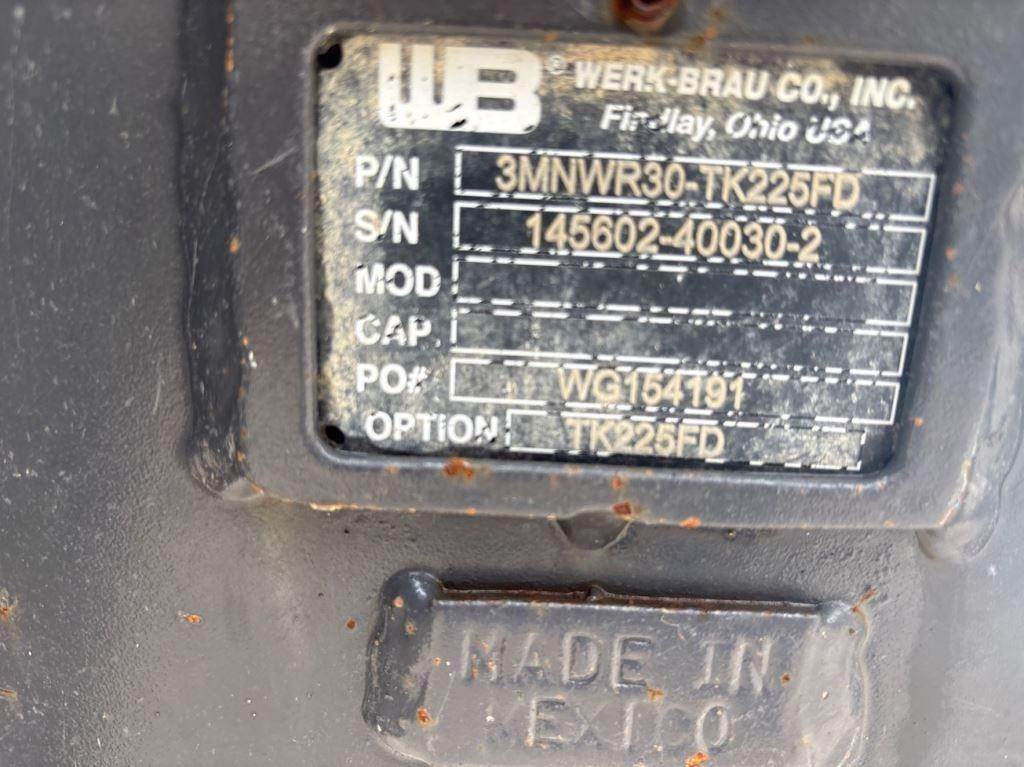 WB® WERK-BRAU CO., INC.
Findlay, Ohio USA
P/N 3MNWR30-TK225FD
S/N 145602-40030-2
MOD
CAP.
PO# WG154191
OPTION TK225FD
MADE IN
MEXICO